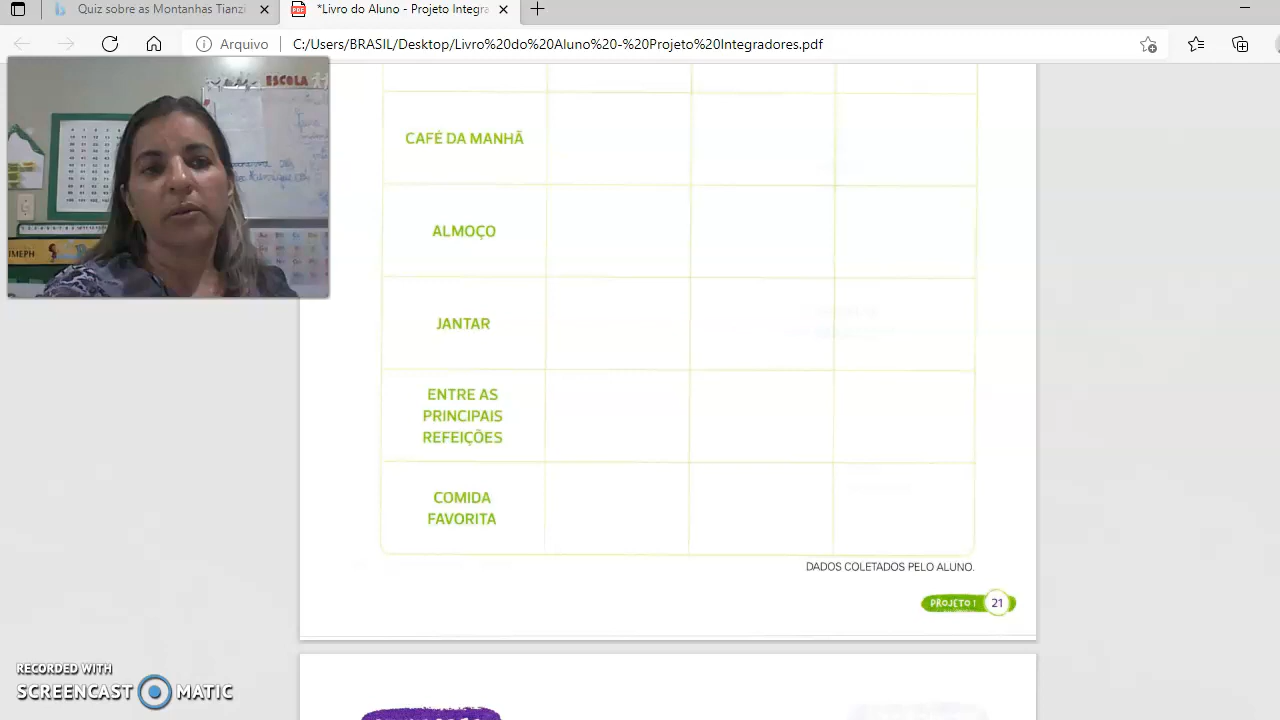 Quiz sobre as Montanhas Tianzi
*Livro do Aluno - Projeto Integra
Arquivo
C:/Users/BRASIL/Desktop/Livro%20do%20Aluno%20-%20Projeto%20Integradores.pdf
ESCOLA
CAFÉ DA MANHÃ
ALMOÇO
JANTAR
ENTRE AS
PRINCIPAIS
REFEIÇÕES
COMIDA
FAVORITA
DADOS COLETADOS PELO ALUNO.
PROJETO 1
21
RECORDED WITH
SCREENCAST MATIC